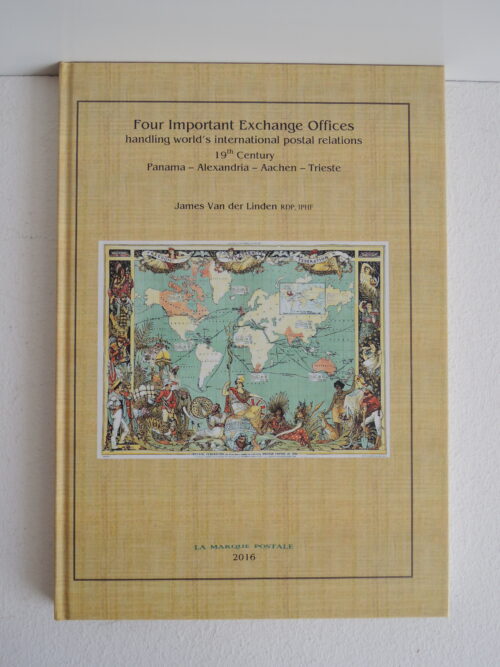 Four Important Exchange Offices
handling world's international postal relations
19th Century
Panama – Alexandria – Aachen – Trieste
James Van der Linden RDP, IPHF
LA MARQUE POSTALE
2016